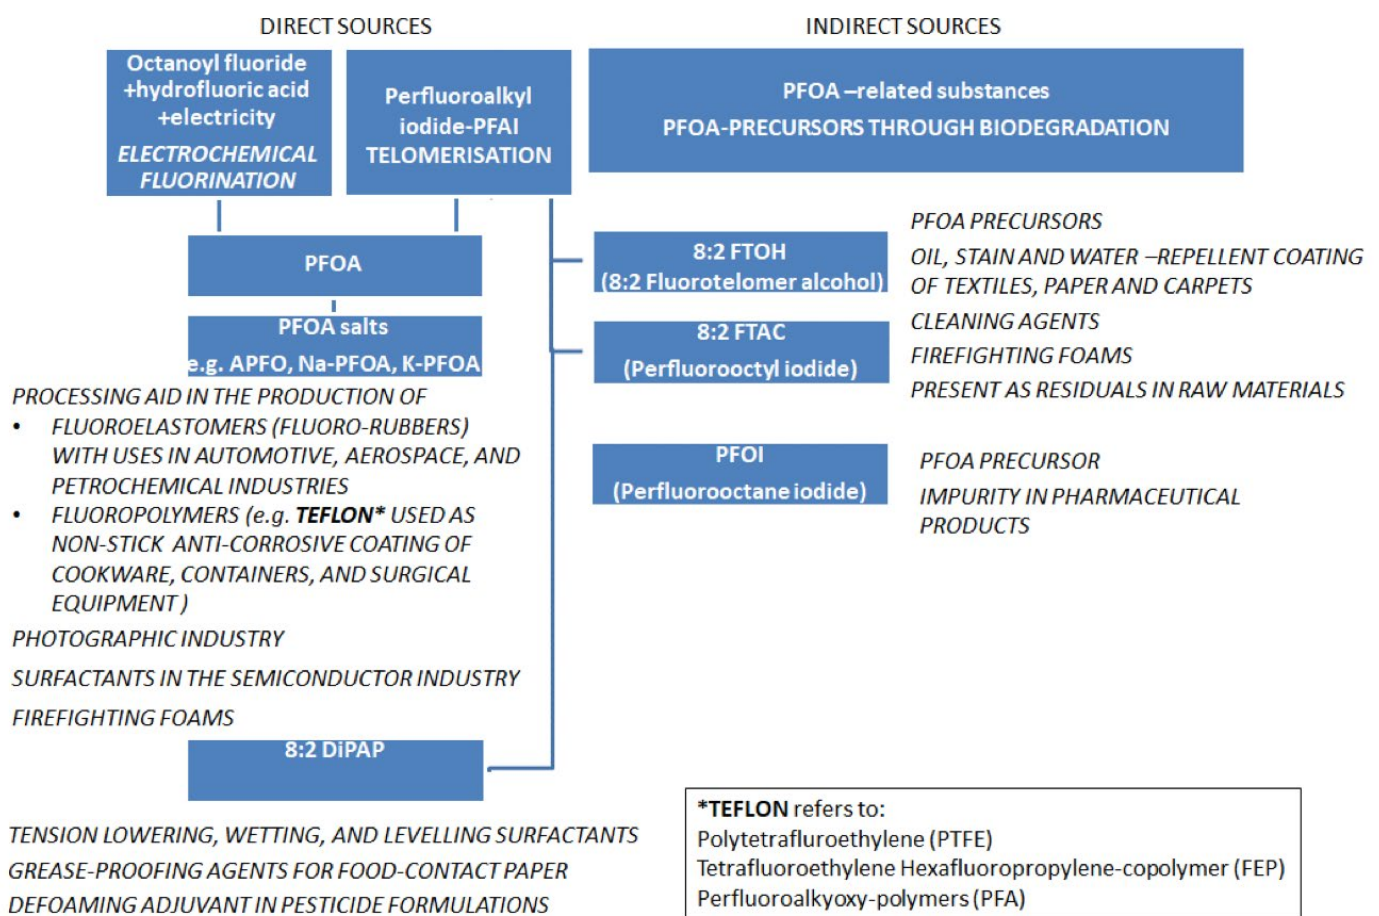 DIRECT SOURCES
INDIRECT SOURCES
Octanoyl fluoride
+hydrofluoric acid
+electricity
ELECTROCHEMICAL
FLUORINATION
Perfluoroalkyl
iodide-PFAI
TELOMERISATION
PFOA –related substances
PFOA-PRECURSORS THROUGH BIODEGRADATION
PFOA
PFOA salts
e.g. APFO, Na-PFOA, K-PFOA
8:2 FTOH
(8:2 Fluorotelomer alcohol)
8:2 FTAC
(Perfluorooctyl iodide)
PFOA PRECURSORS
OIL, STAIN AND WATER –REPELLENT COATING
OF TEXTILES, PAPER AND CARPETS
CLEANING AGENTS
FIREFIGHTING FOAMS
PRESENT AS RESIDUALS IN RAW MATERIALS
PFOI
(Perfluorooctane iodide)
PFOA PRECURSOR
IMPURITY IN PHARMACEUTICAL
PRODUCTS
PROCESSING AID IN THE PRODUCTION OF
• FLUOROELASTOMERS (FLUORO-RUBBERS)
WITH USES IN AUTOMOTIVE, AEROSPACE, AND
PETROCHEMICAL INDUSTRIES
• FLUOROPOLYMERS (e.g. TEFLON* USED AS
NON-STICK ANTI-CORROSIVE COATING OF
COOKWARE, CONTAINERS, AND SURGICAL
EQUIPMENT )
PHOTOGRAPHIC INDUSTRY
SURFACTANTS IN THE SEMICONDUCTOR INDUSTRY
FIREFIGHTING FOAMS
8:2 DiPAP
TENSION LOWERING, WETTING, AND LEVELLING SURFACTANTS
GREASE-PROOFING AGENTS FOR FOOD-CONTACT PAPER
DEFOAMING ADJUVANT IN PESTICIDE FORMULATIONS
*TEFLON refers to:
Polytetrafluroethylene (PTFE)
Tetrafluoroethylene Hexafluoropropylene-copolymer (FEP)
Perfluoroalkyoxy-polymers (PFA)